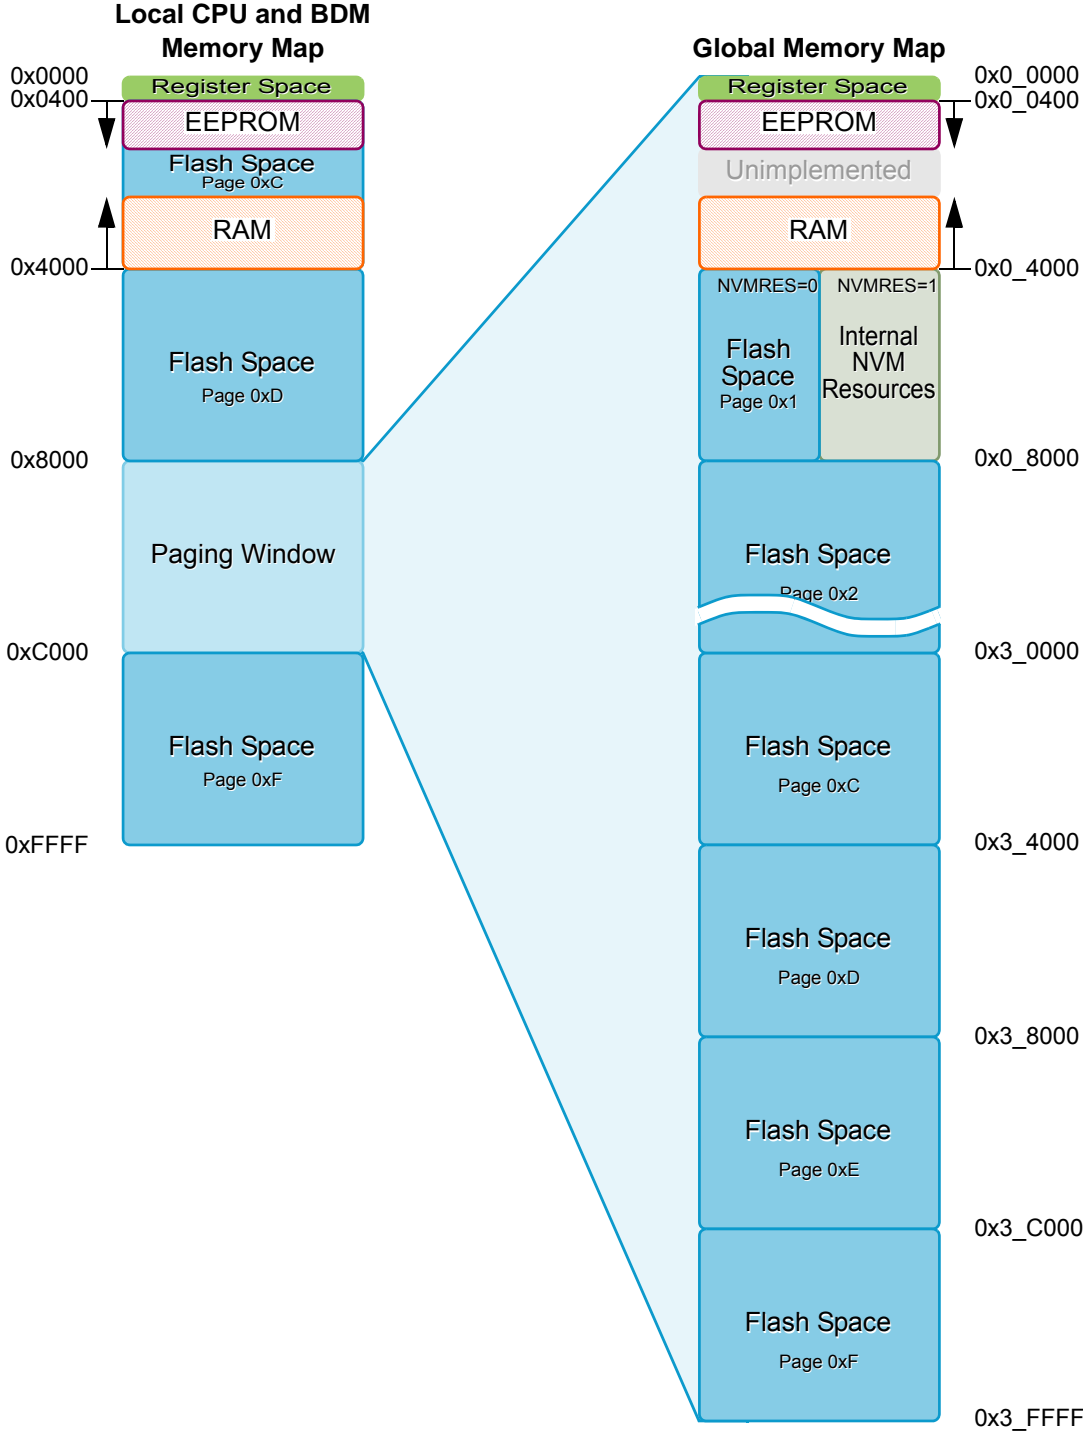 Local CPU and BDM
Memory Map
0x0000
Register Space
0x0400
EEPROM
Flash Space
Page 0xC
RAM
0x4000
Flash Space
Page 0xD
0x8000
Paging Window
0xC000
Flash Space
Page 0xF
0xFFFF
Global Memory Map
0x0_0000
Register Space
0x0_0400
EEPROM
Unimplemented
RAM
0x0_4000
NVMRES=0
NVMRES=1
Flash
Space
Page 0x1
Internal
NVM
Resources
0x0_8000
Flash Space
Page 0x2
0x3_0000
Flash Space
Page 0xC
0x3_4000
Flash Space
Page 0xD
0x3_8000
Flash Space
Page 0xE
0x3_C000
Flash Space
Page 0xF
0x3_FFFF